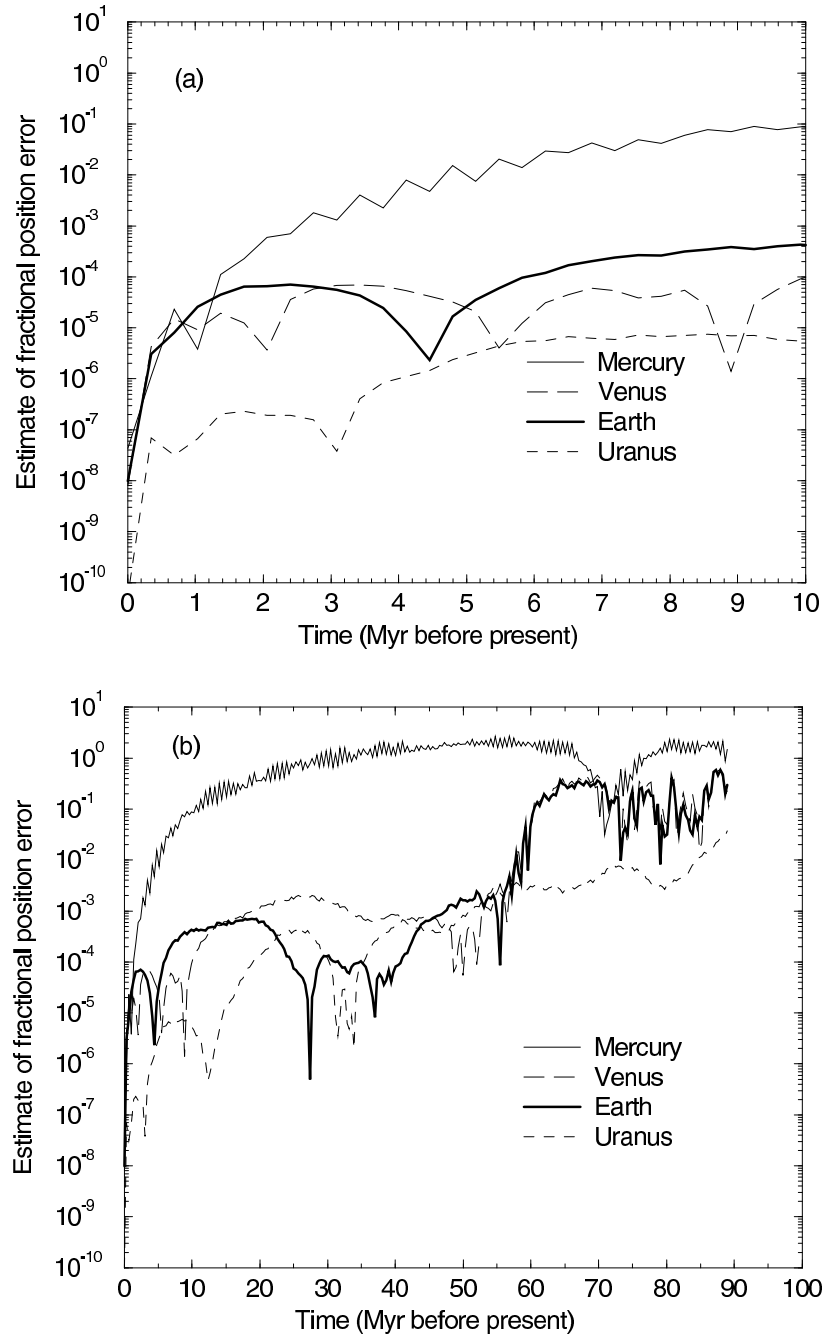 10^1
10^0
10^-1
10^-2
10^-3
10^-4
10^-5
10^-6
10^-7
10^-8
10^-9
10^-10
Estimate of fractional position error
(a)
Mercury
Venus
Earth
Uranus
0 1 2 3 4 5 6 7 8 9 10
Time (Myr before present)
10^1
10^0
10^-1
10^-2
10^-3
10^-4
10^-5
10^-6
10^-7
10^-8
10^-9
10^-10
Estimate of fractional position error
(b)
Mercury
Venus
Earth
Uranus
0 10 20 30 40 50 60 70 80 90 100
Time (Myr before present)